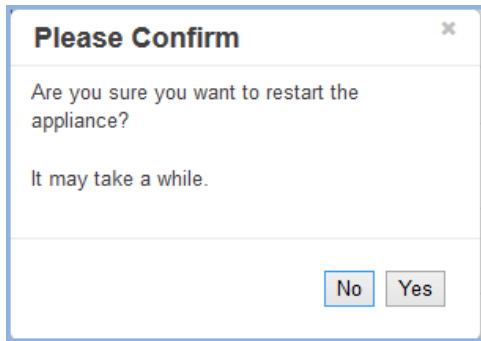 Please Confirm
Are you sure you want to restart the
appliance?
It may take a while.
No Yes